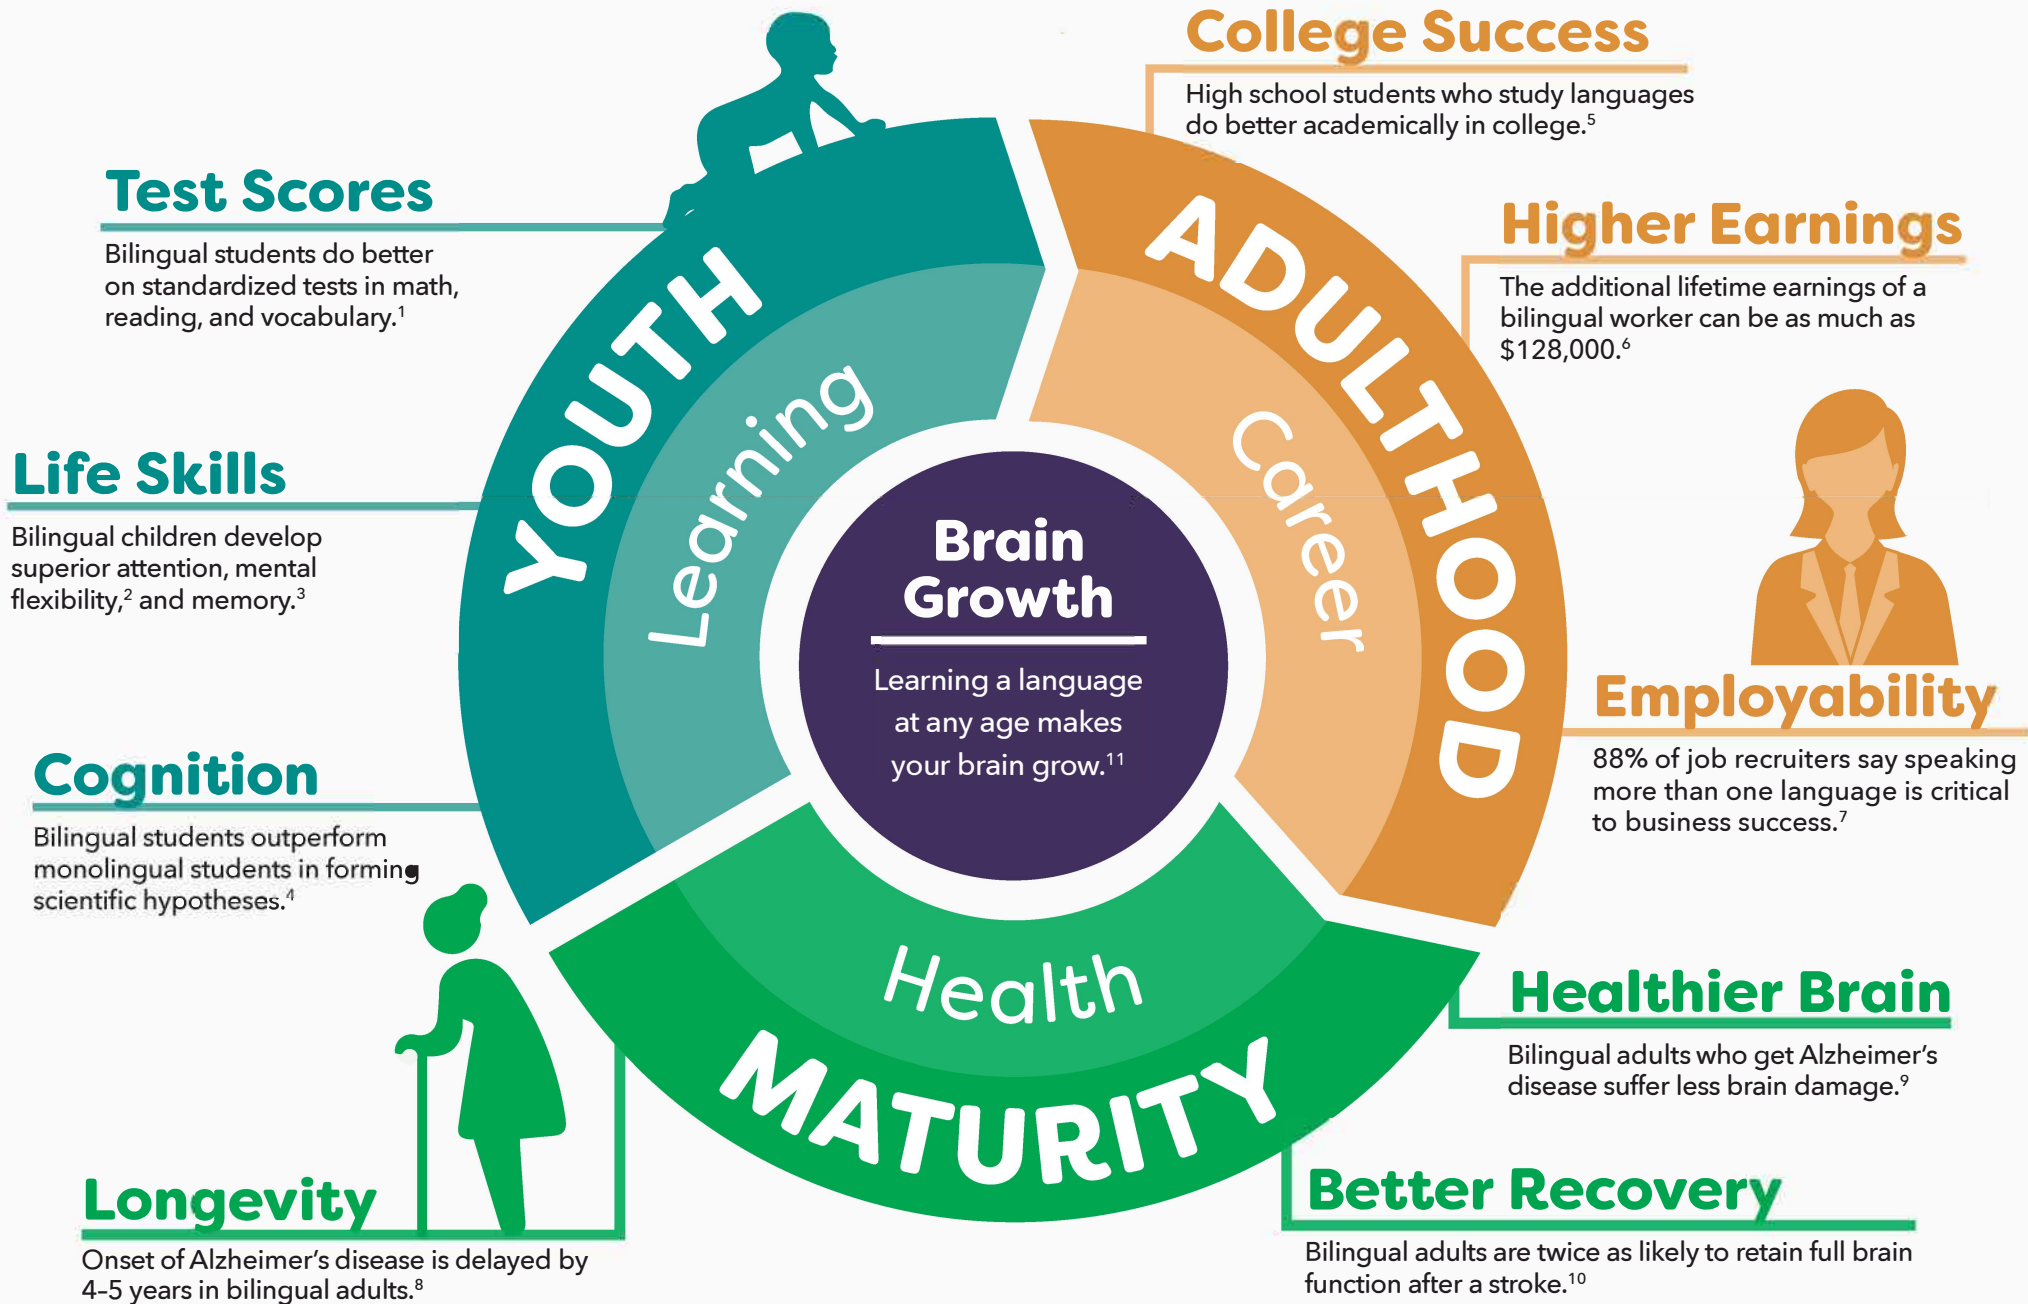 Test Scores
Bilingual students do better
on standardized tests in math,
reading, and vocabulary.¹
Life Skills
Bilingual children develop
superior attention, mental
flexibility,² and memory.³
Cognition
Bilingual students outperform
monolingual students in forming
scientific hypotheses.⁴
YOUTH
Learning
College Success
High school students who study languages
do better academically in college.⁵
Higher Earnings
The additional lifetime earnings of a
bilingual worker can be as much as
$128,000.⁶
Employability
88% of job recruiters say speaking
more than one language is critical
to business success.⁷
ADULTHOOD
Career
Brain
Growth
Learning a language
at any age makes
your brain grow.¹¹
Health
MATURITY
Healthier Brain
Bilingual adults who get Alzheimer's
disease suffer less brain damage.⁹
Better Recovery
Bilingual adults are twice as likely to retain full brain
function after a stroke.¹⁰
Longevity
Onset of Alzheimer's disease is delayed by
4–5 years in bilingual adults.⁸